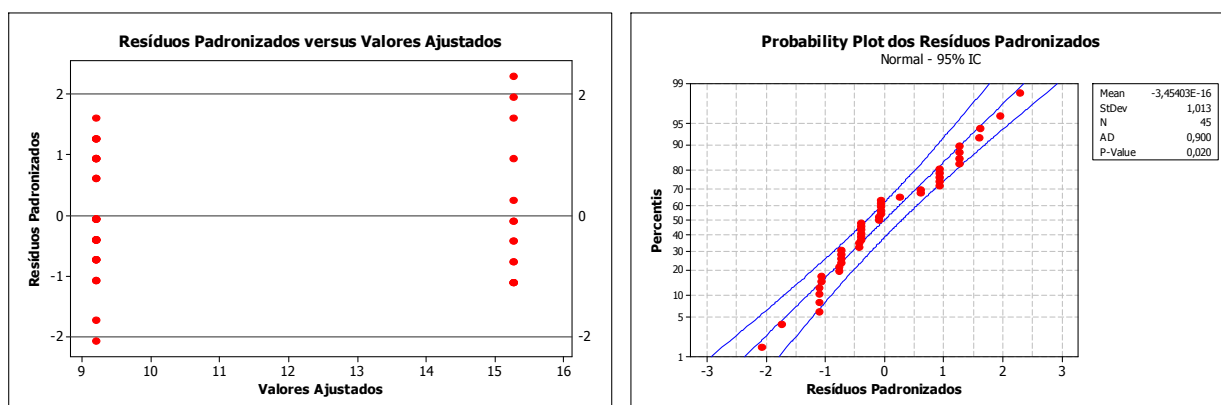 Resíduos Padronizados versus Valores Ajustados
Resíduos Padronizados
2
1
0
-1
-2
2
0
-2
9 10 11 12 13 14 15 16
Valores Ajustados
Probability Plot dos Resíduos Padronizados
Normal - 95% IC
Percentis
99
95
90
80
70
60
50
40
30
20
10
5
1
-3 -2 -1 0 1 2 3
Resíduos Padronizados
Mean -3,45403E-16
StDev 1,013
N 45
AD 0,900
P-Value 0,020